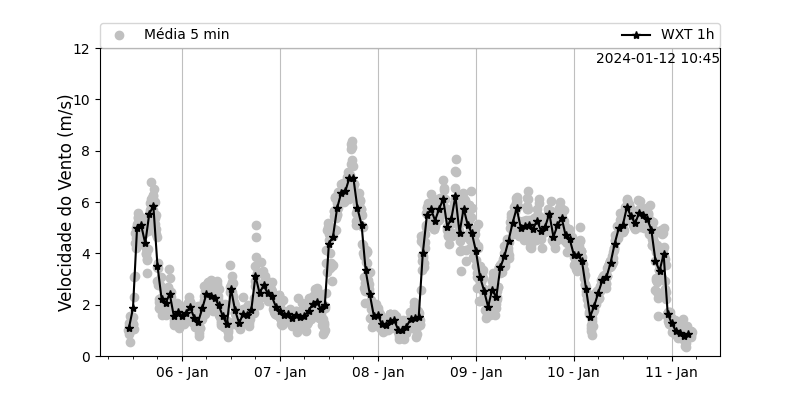 Média 5 min
WXT 1h
2024-01-12 10:45
Velocidade do Vento (m/s)
12
10
8
6
4
2
0
06 - Jan
07 - Jan
08 - Jan
09 - Jan
10 - Jan
11 - Jan